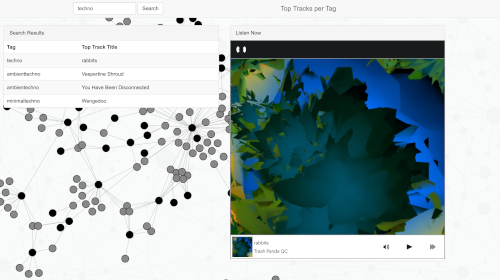 techno Search Top Tracks per Tag
Search Results
Tag Top Track Title
techno rabbits
ambienttechno Vespertine Shroud
ambienttechno You Have Been Disconnected
minimaltechno Wengedoo
Listen Now
rabbits
Trash Panda QC